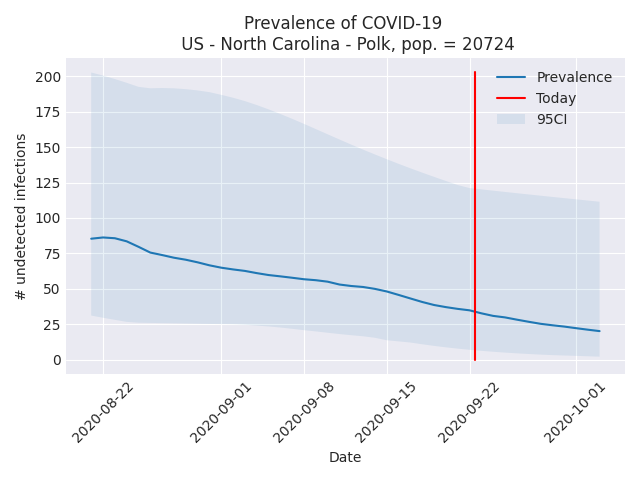 Prevalence of COVID-19
US - North Carolina - Polk, pop. = 20724
Prevalence
Today
95CI
# undetected infections
200
175
150
125
100
75
50
25
0
2020-08-22
2020-09-01
2020-09-08
2020-09-15
2020-09-22
2020-10-01
Date